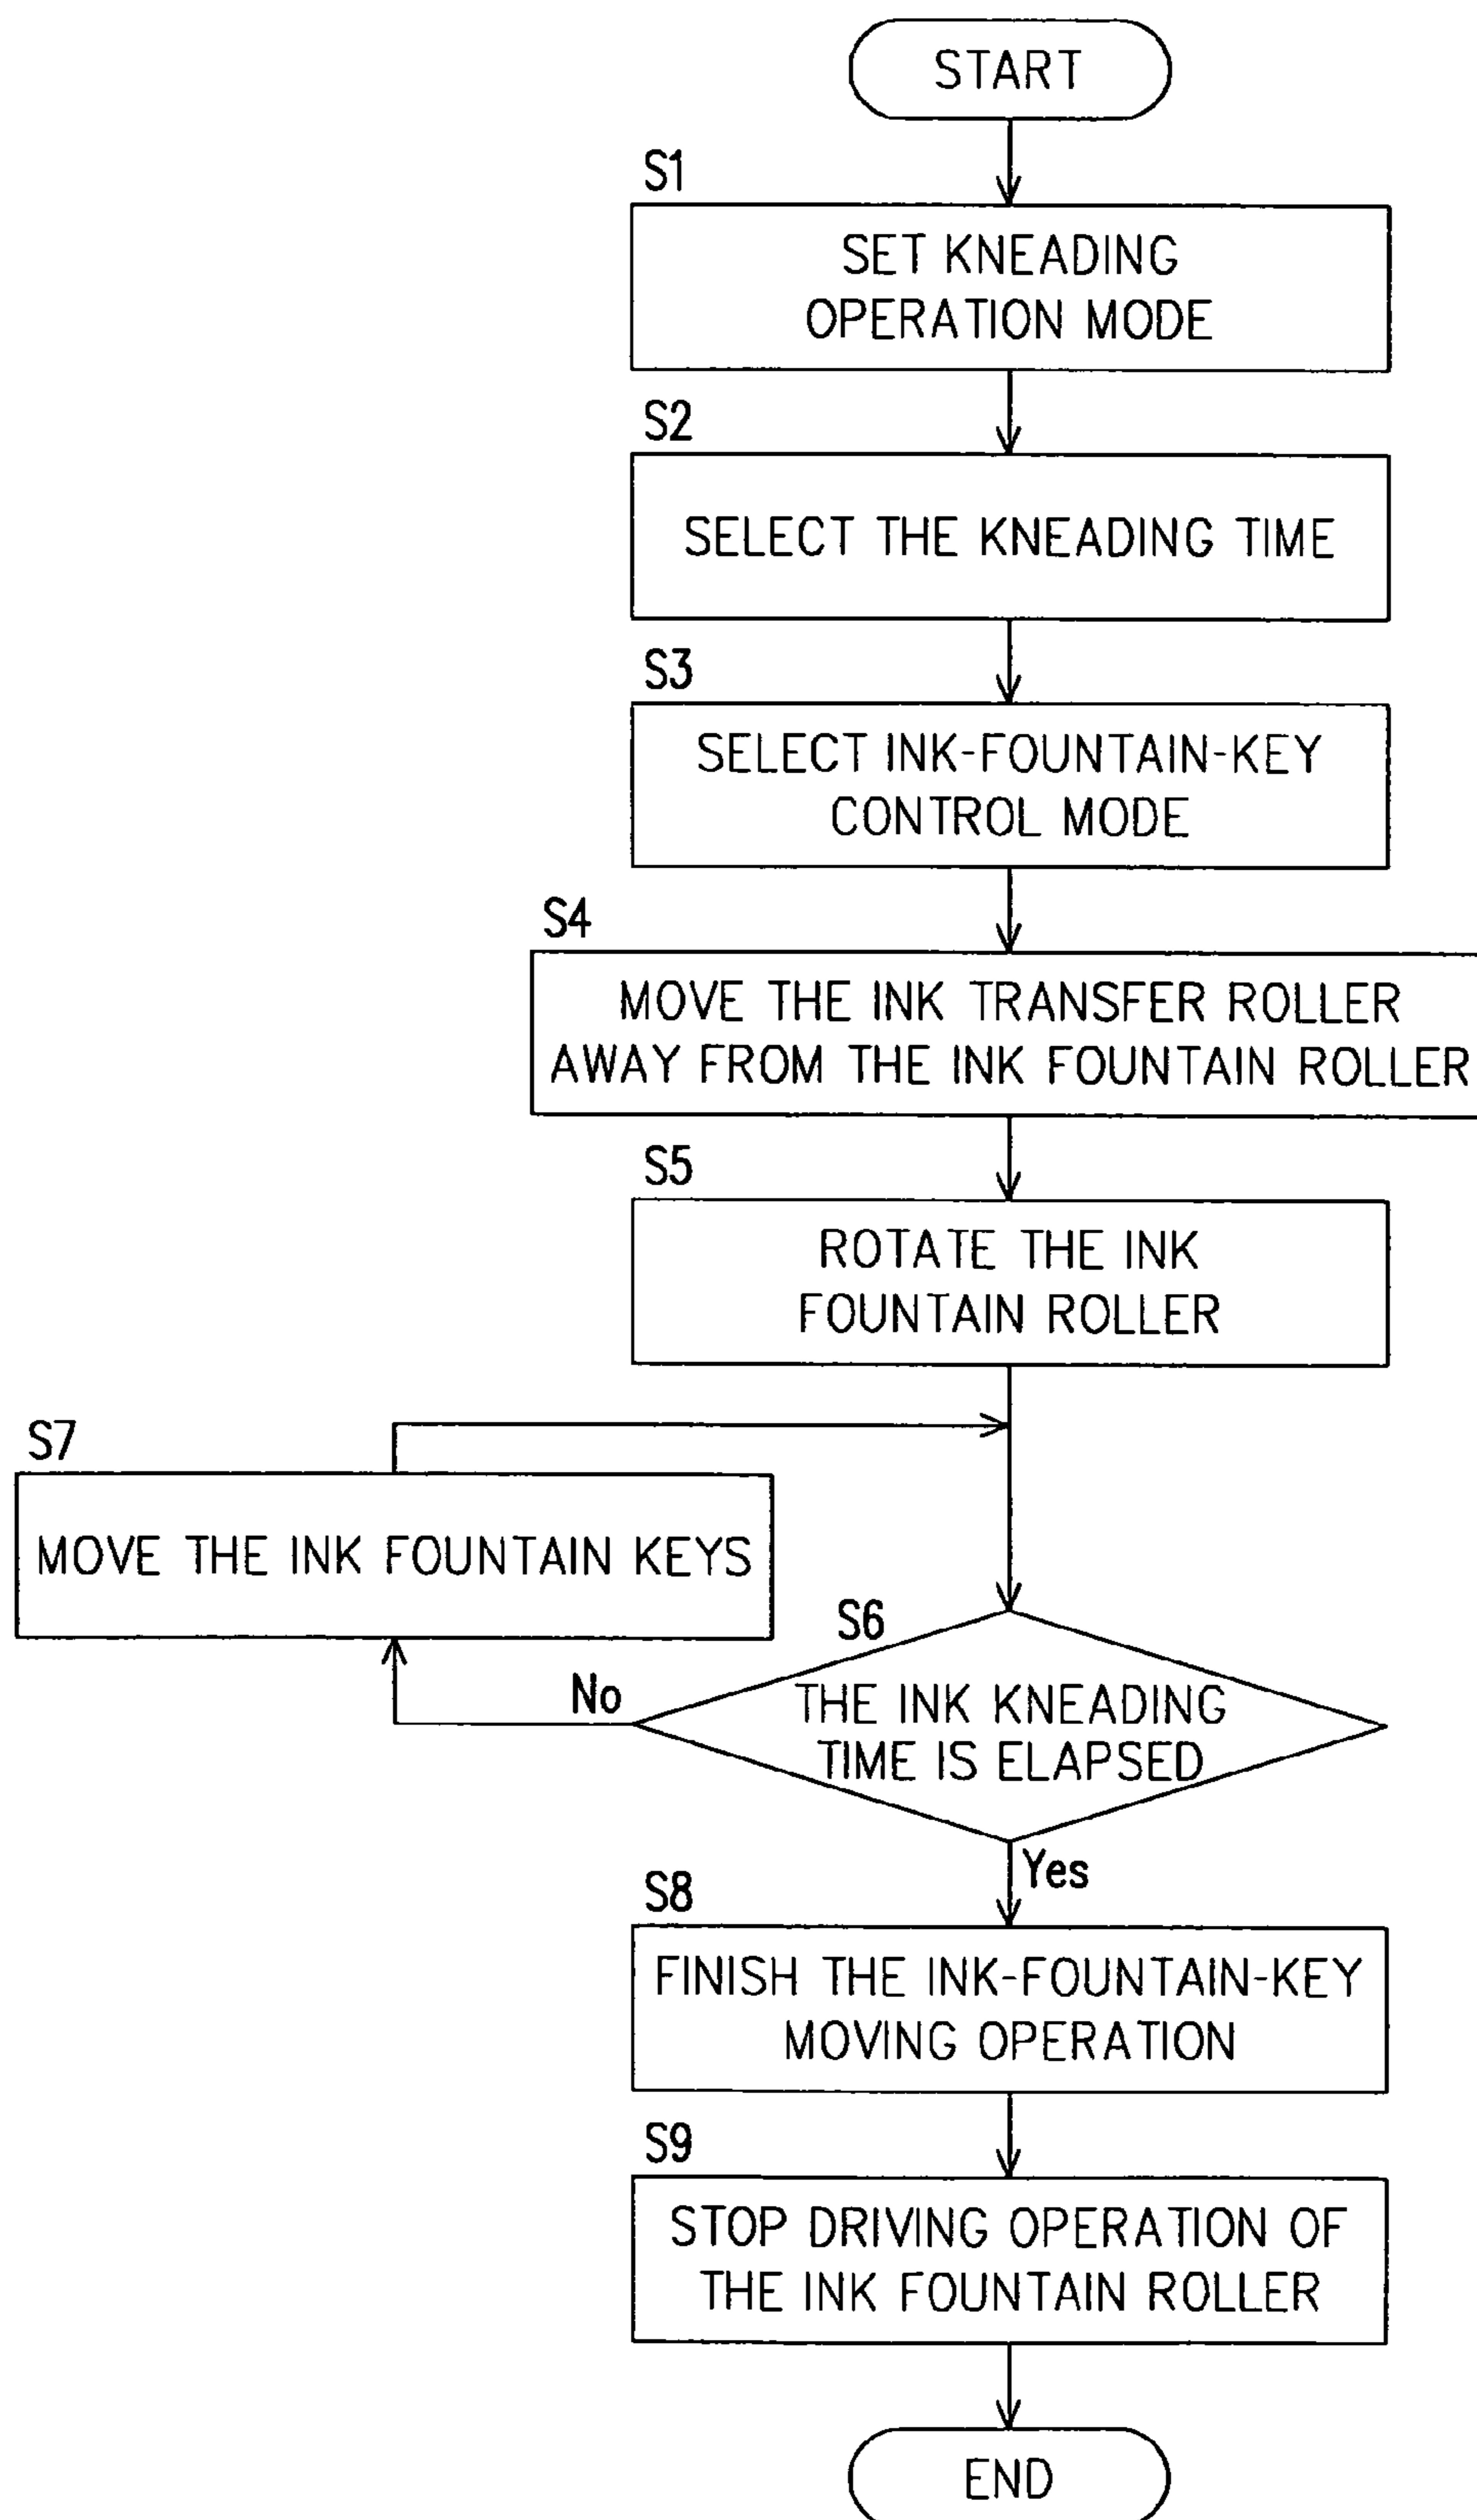 START
S1
SET KNEADING
OPERATION MODE
S2
SELECT THE KNEADING TIME
S3
SELECT INK-FOUNTAIN-KEY
CONTROL MODE
S4
MOVE THE INK TRANSFER ROLLER
AWAY FROM THE INK FOUNTAIN ROLLER
S5
ROTATE THE INK
FOUNTAIN ROLLER
S7
MOVE THE INK FOUNTAIN KEYS
S6
No
THE INK KNEADING
TIME IS ELAPSED
Yes
S8
FINISH THE INK-FOUNTAIN-KEY
MOVING OPERATION
S9
STOP DRIVING OPERATION OF
THE INK FOUNTAIN ROLLER
END